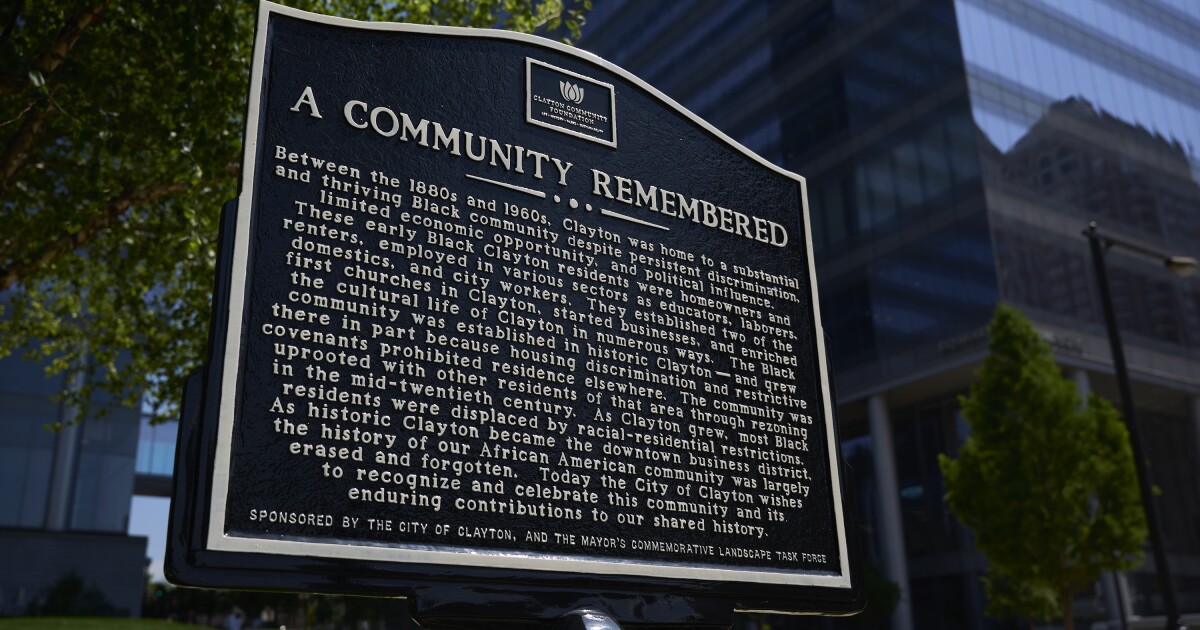 CLAYTON COMMUNITY
FOUNDATION
A COMMUNITY REMEMBERED
Between the 1880s and 1960s, Clayton was home to a substantial
and thriving Black community despite persistent discrimination,
limited economic opportunity, and political influence.
These early Black Clayton residents were homeowners and
renters, employed in various sectors as educators, laborers,
domestics, and city workers. They established two of the
first churches in Clayton, started businesses, and enriched
the cultural life of Clayton in numerous ways. The Black
community was established in historic Clayton — and grew
there in part because housing discrimination and restrictive
covenants prohibited residence elsewhere. The community was
uprooted with other residents of that area through rezoning
in the mid-twentieth century. As Clayton grew, most Black
residents were displaced by racial-residential restrictions.
As historic Clayton became the downtown business district,
the history of our African American community was largely
erased and forgotten. Today the City of Clayton wishes
to recognize and celebrate this community and its
enduring contributions to our shared history.
SPONSORED BY THE CITY OF CLAYTON, AND THE MAYOR'S COMMEMORATIVE LANDSCAPE TASK FORCE